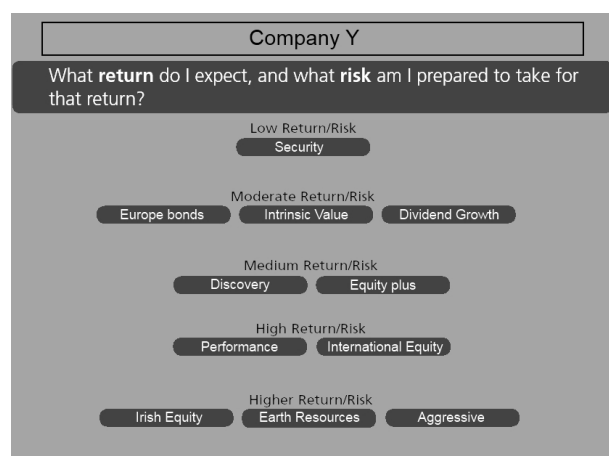 Company Y
What return do I expect, and what risk am I prepared to take for
that return?
Low Return/Risk
Security
Moderate Return/Risk
Europe bonds Intrinsic Value Dividend Growth
Medium Return/Risk
Discovery Equity plus
High Return/Risk
Performance International Equity
Higher Return/Risk
Irish Equity Earth Resources Aggressive